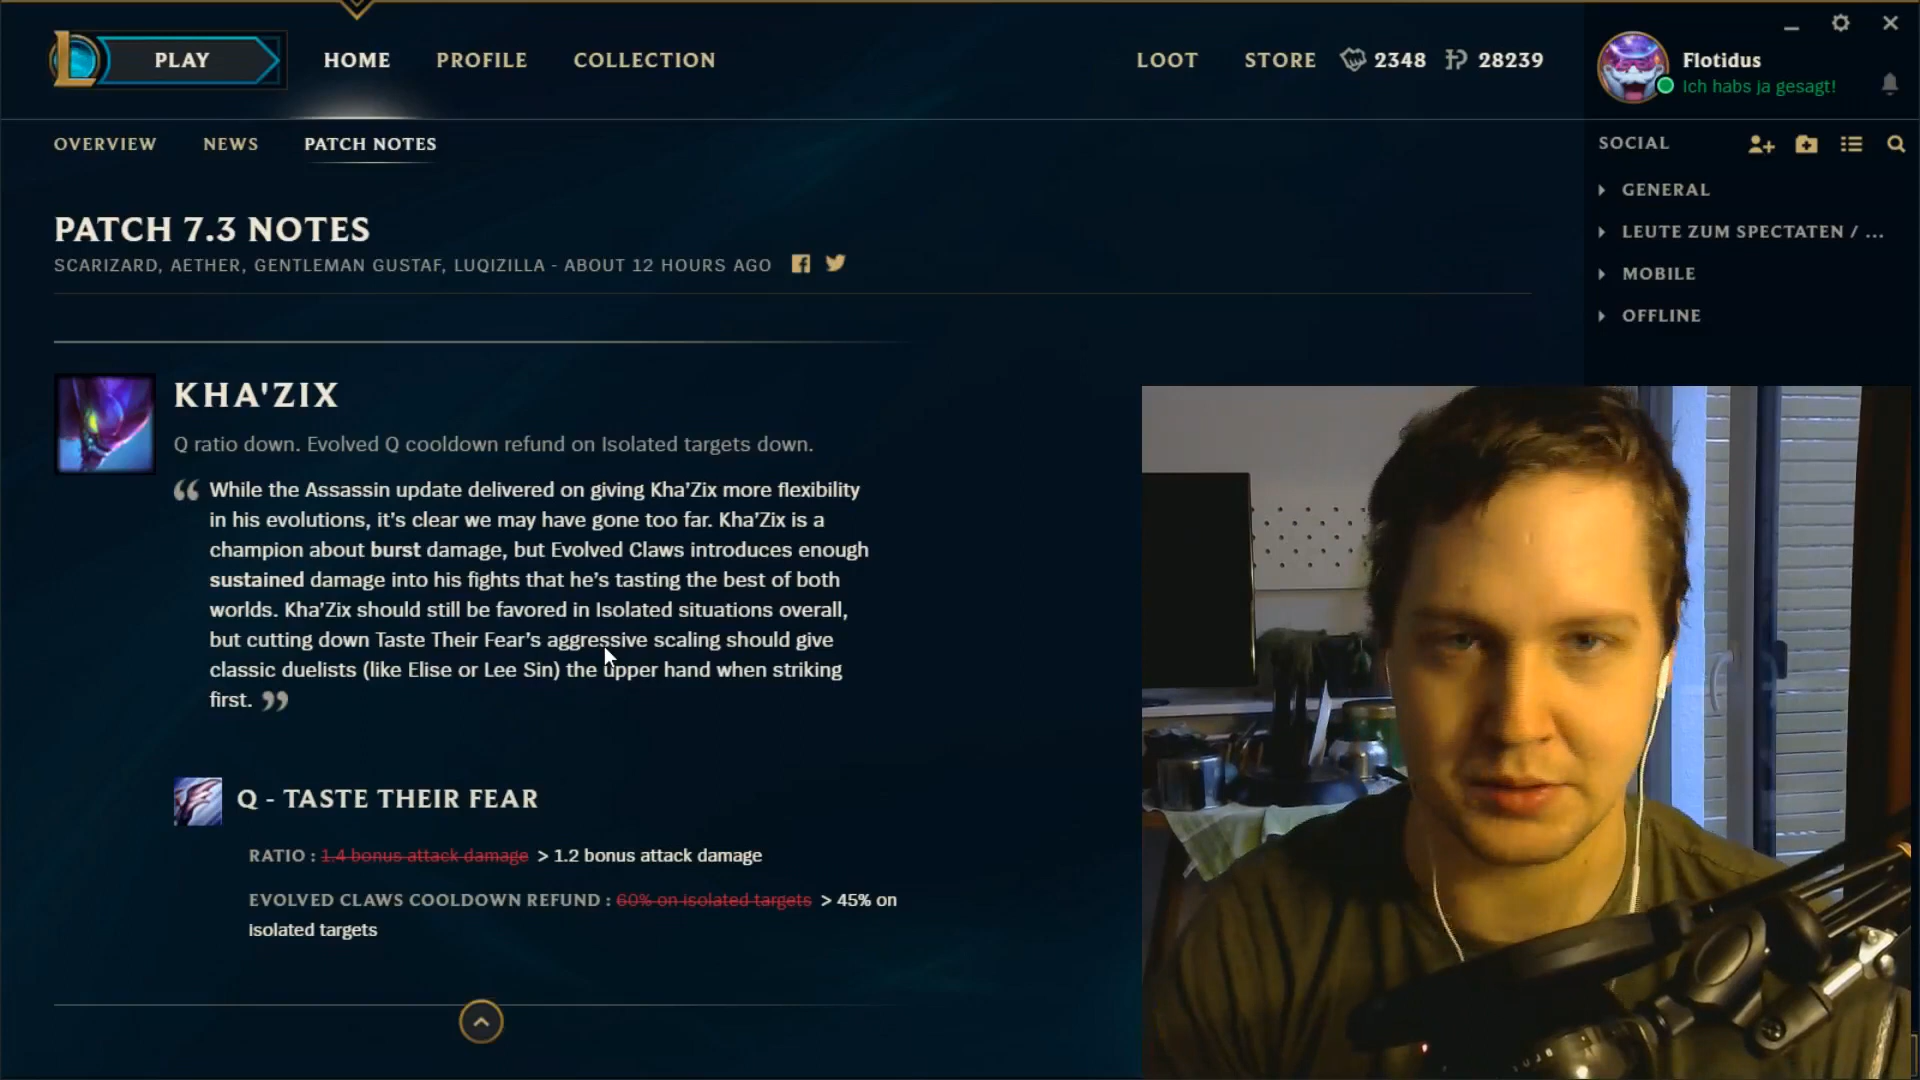 PLAY
HOME
PROFILE
COLLECTION
LOOT
STORE
2348
28239
Flotidus
Ich habs ja gesagt!
OVERVIEW
NEWS
PATCH NOTES
SOCIAL
GENERAL
LEUTE ZUM SPECTATEN / ...
MOBILE
OFFLINE
PATCH 7.3 NOTES
SCARIZARD, AETHER, GENTLEMAN GUSTAF, LUQIZILLA - ABOUT 12 HOURS AGO
KHA'ZIX
Q ratio down. Evolved Q cooldown refund on Isolated targets down.
“ While the Assassin update delivered on giving Kha’Zix more flexibility
in his evolutions, it’s clear we may have gone too far. Kha’Zix is a
champion about burst damage, but Evolved Claws introduces enough
sustained damage into his fights that he’s tasting the best of both
worlds. Kha’Zix should still be favored in Isolated situations overall,
but cutting down Taste Their Fear’s aggressive scaling should give
classic duelists (like Elise or Lee Sin) the upper hand when striking
first. ”
Q - TASTE THEIR FEAR
RATIO : 1.4 bonus attack damage > 1.2 bonus attack damage
EVOLVED CLAWS COOLDOWN REFUND : 60% on isolated targets > 45% on
isolated targets